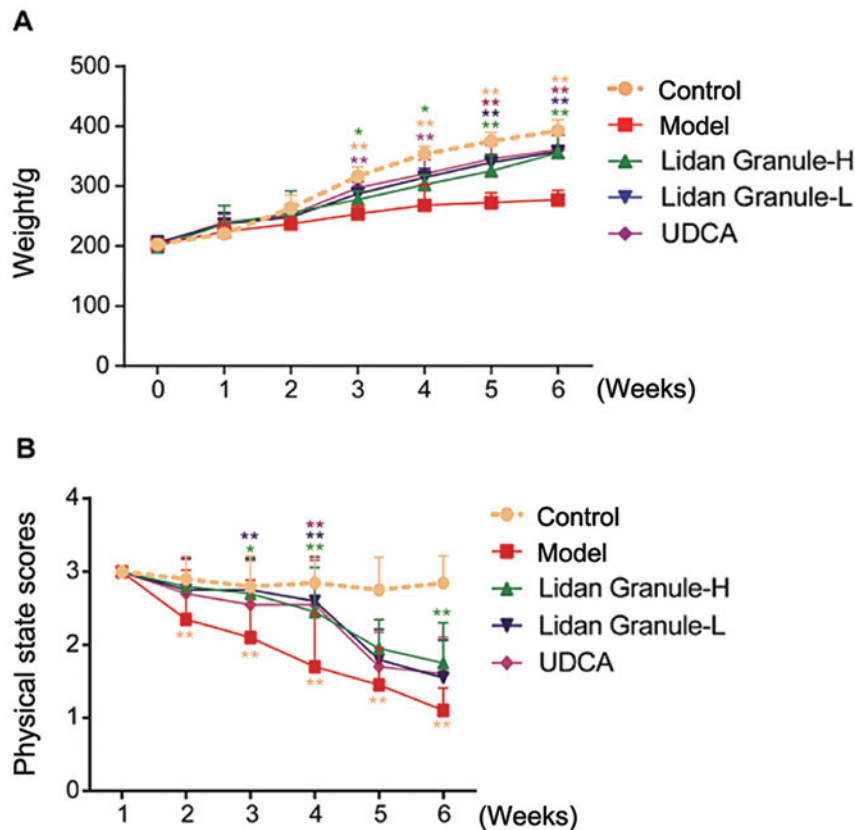 A
500
400
300
200
100
0
Weight/g
0 1 2 3 4 5 6 (Weeks)
★ ★★ ★★
★ ★★ ★★
★★ ★★ ★★ ★★
★★ ★★ ★★ ★★
Control
Model
Lidan Granule-H
Lidan Granule-L
UDCA
B
4
3
2
1
0
Physical state scores
1 2 3 4 5 6 (Weeks)
★★ ★
★★ ★★ ★★
★★
★★ ★★ ★★ ★★ ★★
Control
Model
Lidan Granule-H
Lidan Granule-L
UDCA